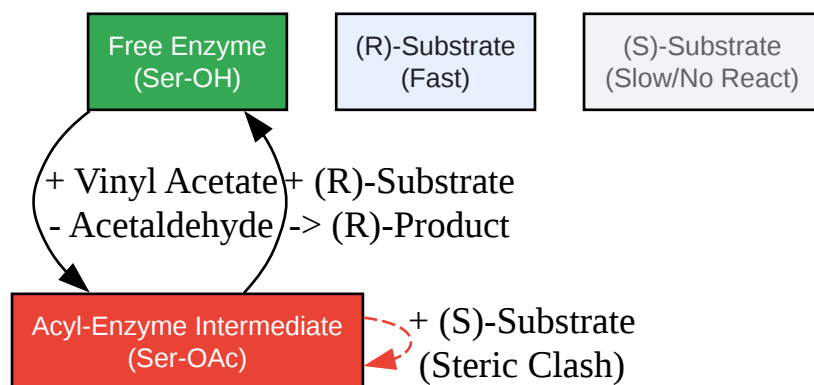 Free Enzyme
(Ser-OH)
(R)-Substrate
(Fast)
(S)-Substrate
(Slow/No React)
+ Vinyl Acetate
- Acetaldehyde
+ (R)-Substrate
-> (R)-Product
Acyl-Enzyme Intermediate
(Ser-OAc)
+ (S)-Substrate
(Steric Clash)